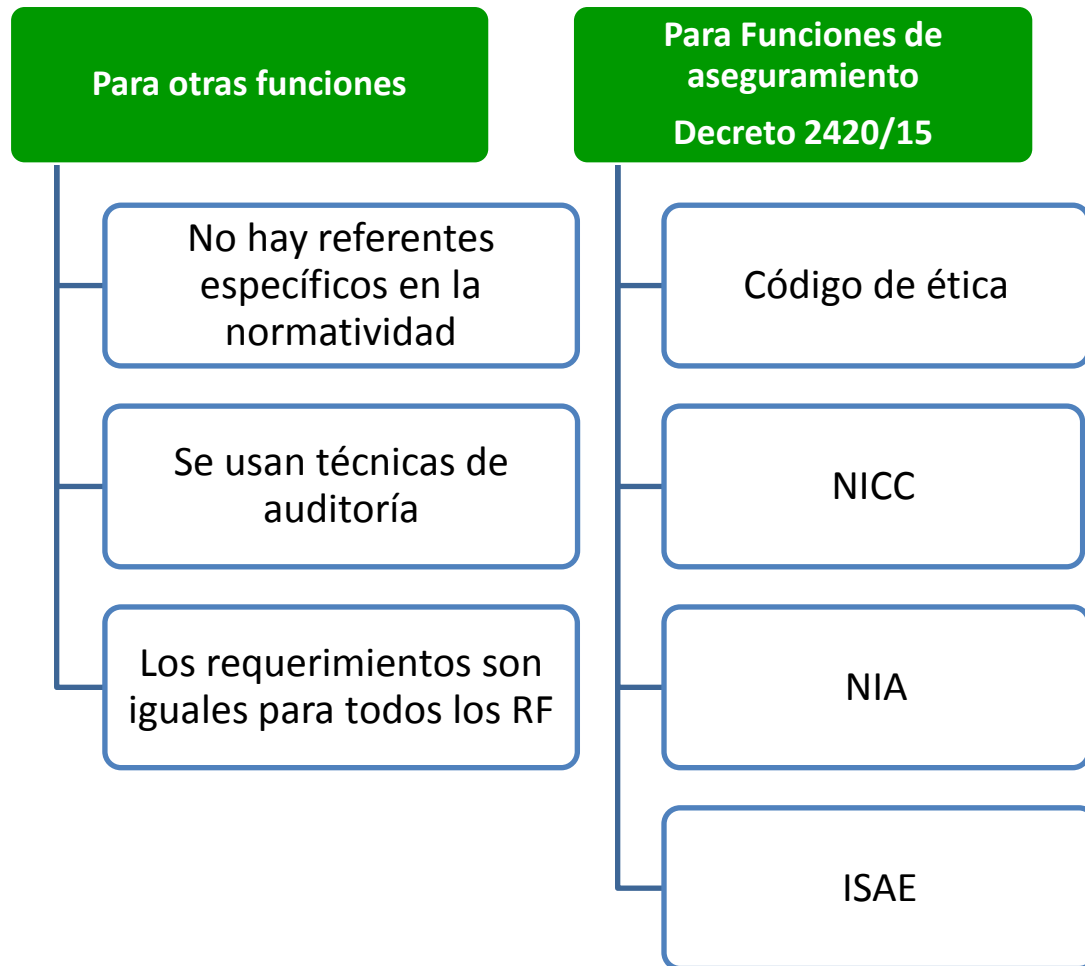 Para otras funciones
No hay referentes
específicos en la
normatividad
Se usan técnicas de
auditoría
Los requerimientos son
iguales para todos los RF
Para Funciones de
aseguramiento
Decreto 2420/15
Código de ética
NICC
NIA
ISAE